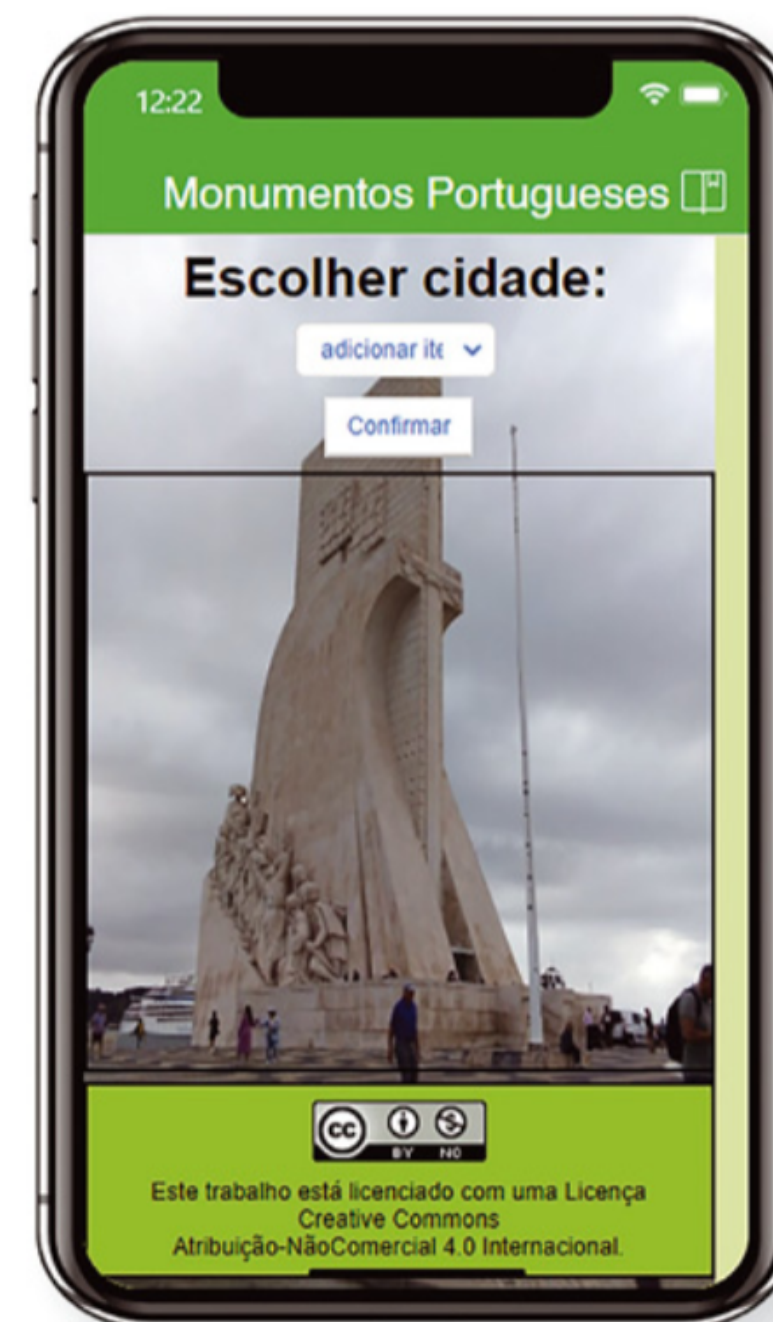 12:22
Monumentos Portugueses
Escolher cidade:
adicionar ite
Confirmar
cc
BY NC
Este trabalho está licenciado com uma Licença
Creative Commons
Atribuição-NãoComercial 4.0 Internacional.